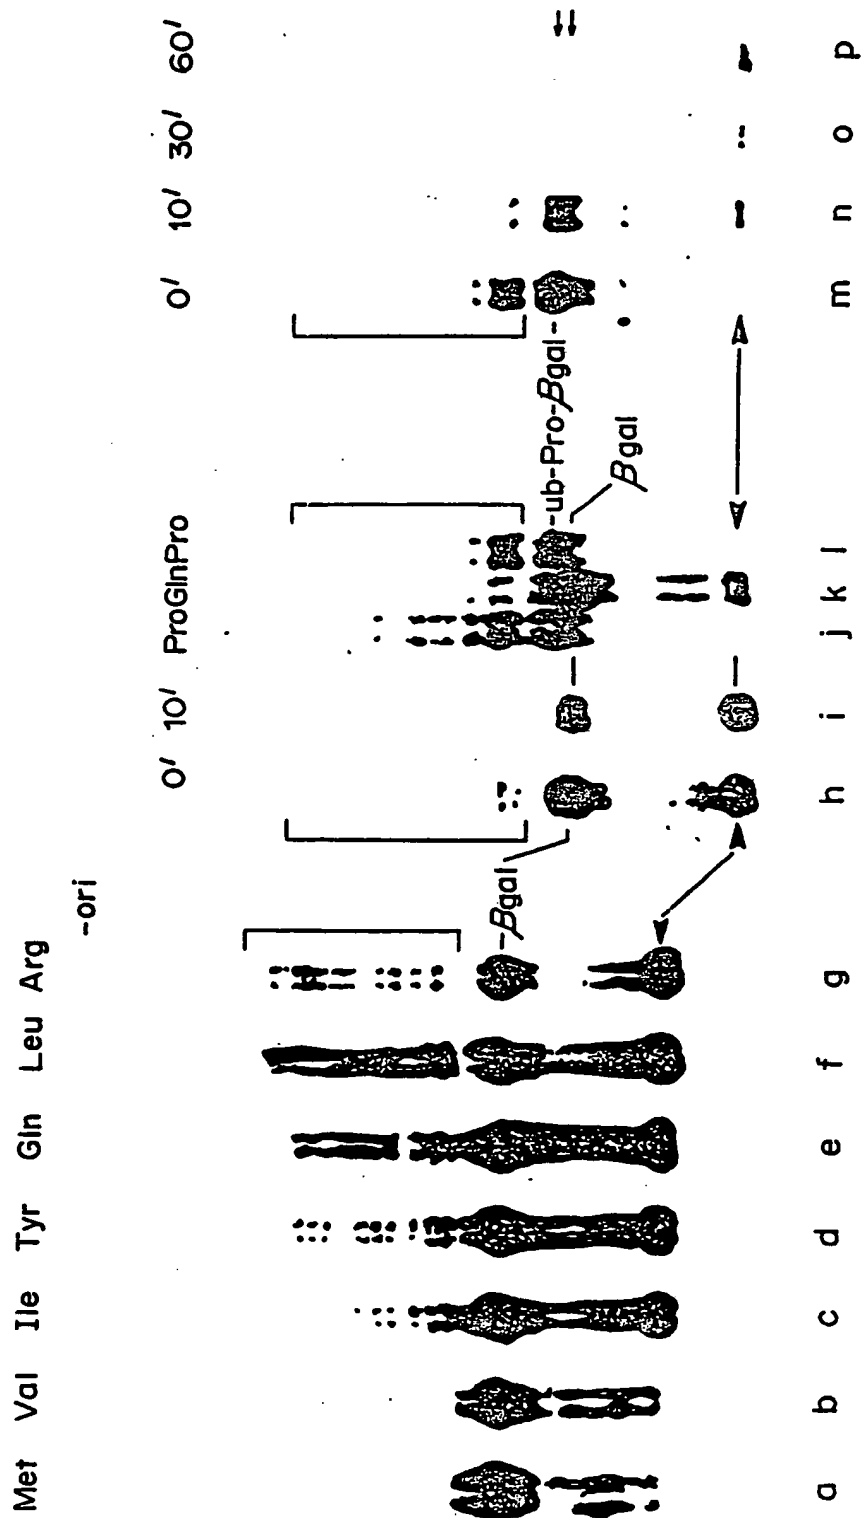 Met Val Ile Tyr Gln Leu Arg
-ori
0' 10' ProGlnPro 0' 10' 30' 60'
-βgal
-ub-Pro-βgal-
βgal
a b c d e f g h i j k l m n o p